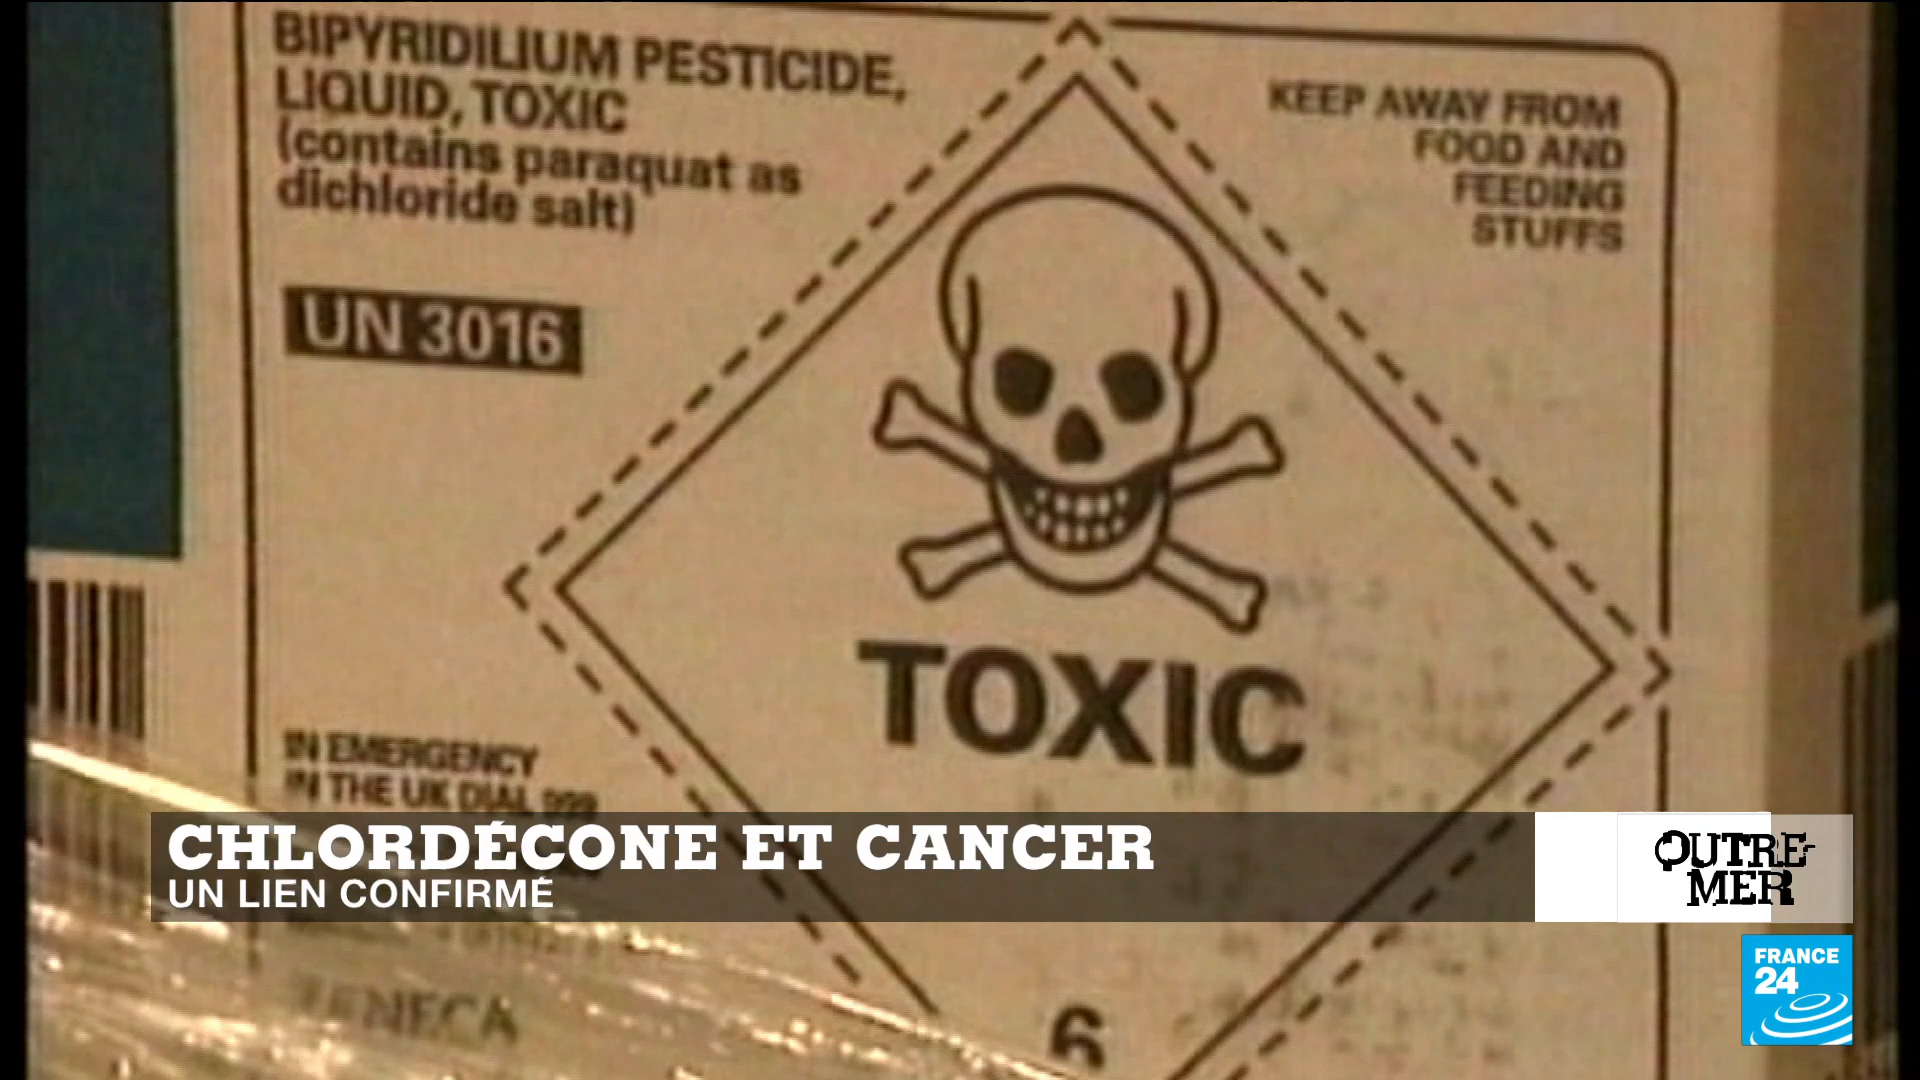 BIPYRIDILIUM PESTICIDE,
LIQUID, TOXIC
(contains paraquat as
dichloride salt)
KEEP AWAY FROM
FOOD AND
FEEDING
STUFFS
UN 3016
TOXIC
IN EMERGENCY
IN THE UK DIAL 999
CHLORDÉCONE ET CANCER
UN LIEN CONFIRMÉ
OUTRE-
MER
FRANCE
24
ZENECA
6